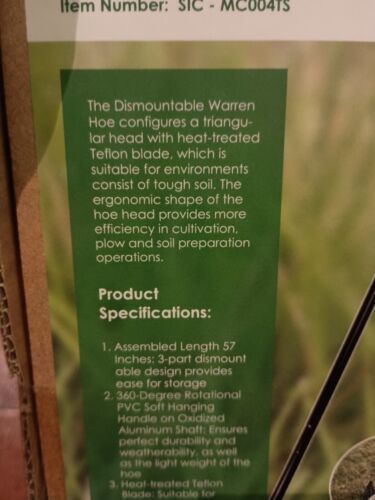 Item Number: SIC - MC004TS
The Dismountable Warren
Hoe configures a triangu-
lar head with heat-treated
Teflon blade, which is
suitable for environments
consist of tough soil. The
ergonomic shape of the
hoe head provides more
efficiency in cultivation,
plow and soil preparation
operations.
Product
Specifications:
1. Assembled Length 57
Inches: 3-part dismount
able design provides
ease for storage
2. 360-Degree Rotational
PVC Soft Hanging
Handle on Oxidized
Aluminum Shaft: Ensures
perfect durability and
weatherability, as well
as the light weight of the
hoe
3. Heat-treated Teflon
Blade: Suitable for